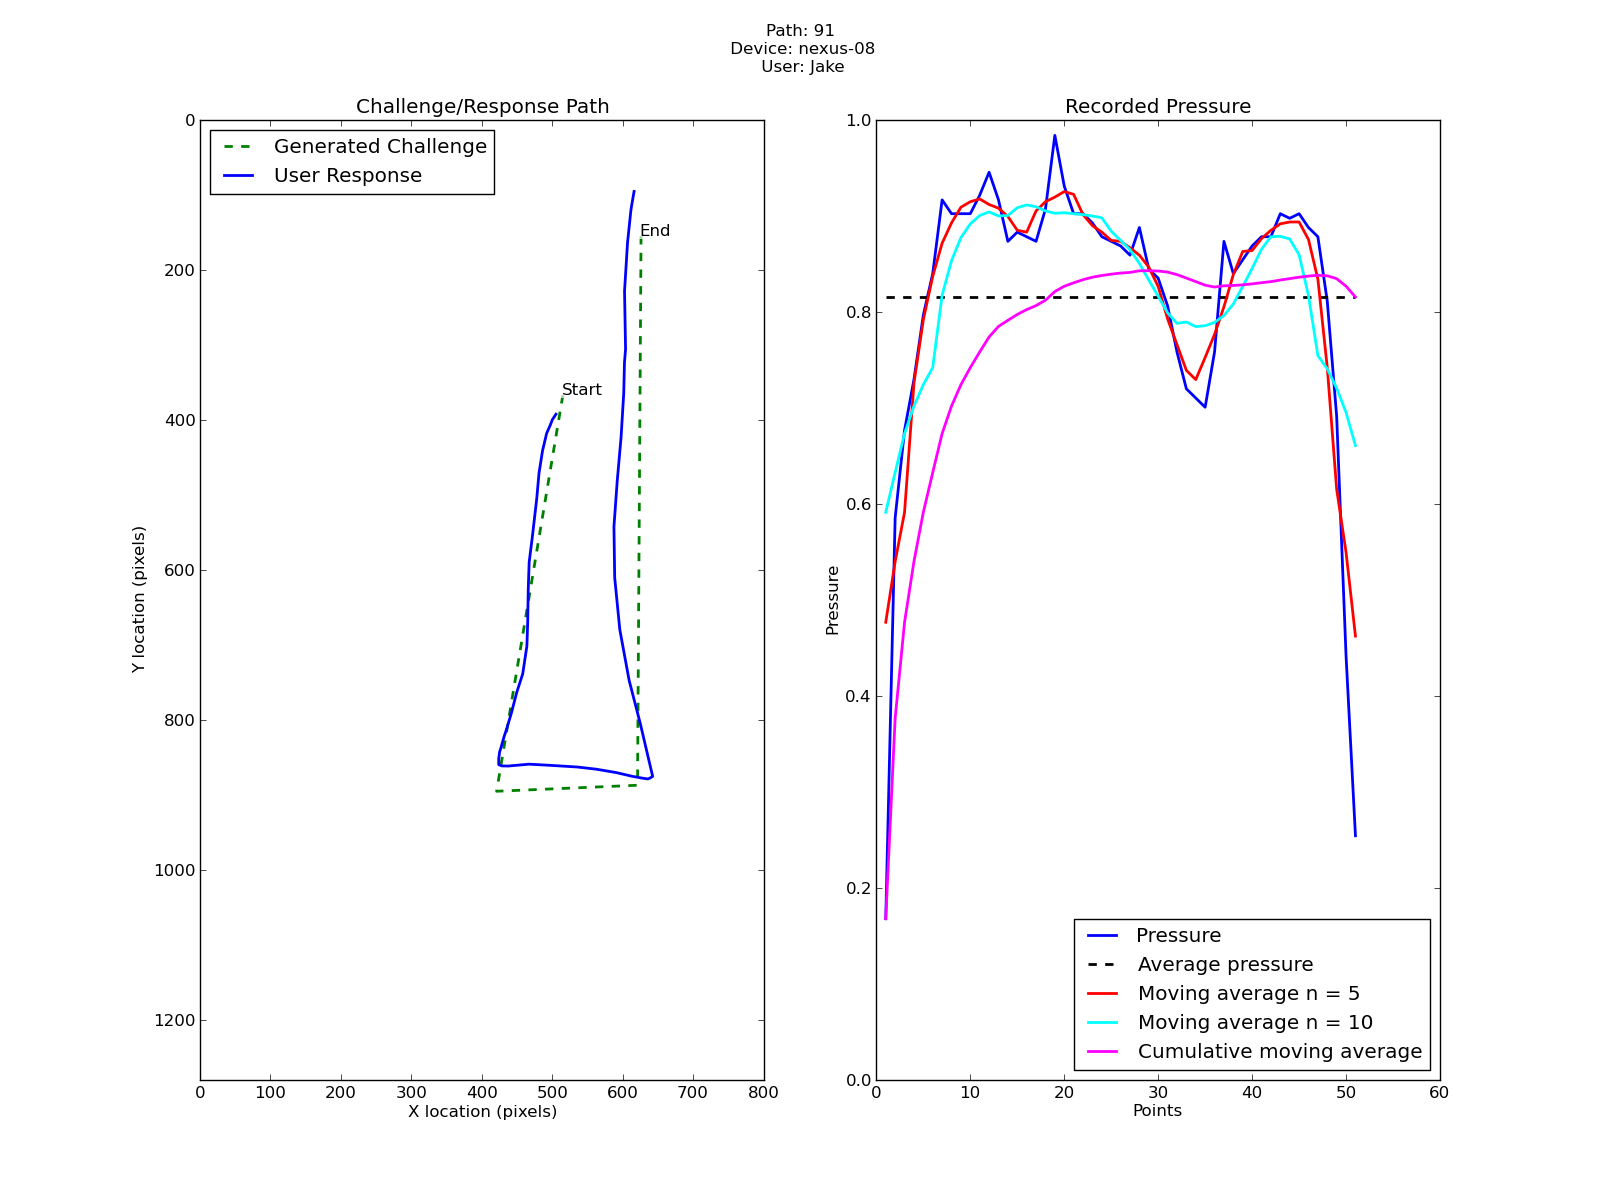 Path: 91
Device: nexus-08
User: Jake
Challenge/Response Path
Generated Challenge
User Response
End
Start
0
200
400
600
800
1000
1200
Y location (pixels)
0 100 200 300 400 500 600 700 800
X location (pixels)
Recorded Pressure
1.0
0.8
0.6
0.4
0.2
0.0
Pressure
Pressure
Average pressure
Moving average n = 5
Moving average n = 10
Cumulative moving average
0 10 20 30 40 50 60
Points